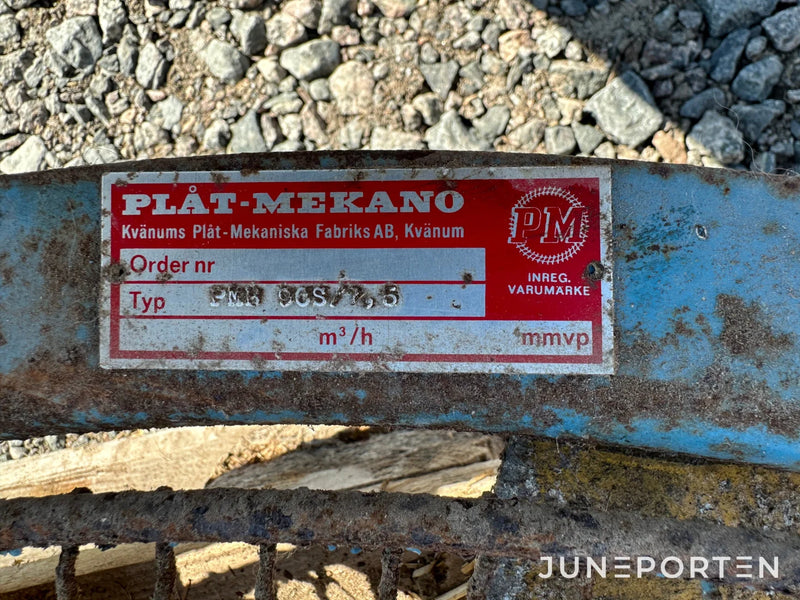 PLÅT-MEKANO
Kvänums Plåt-Mekaniska Fabriks AB, Kvänum
PM
INREG.
VARUMÄRKE
Order nr
Typ
m³/h mmvp
JUNEPORTEN